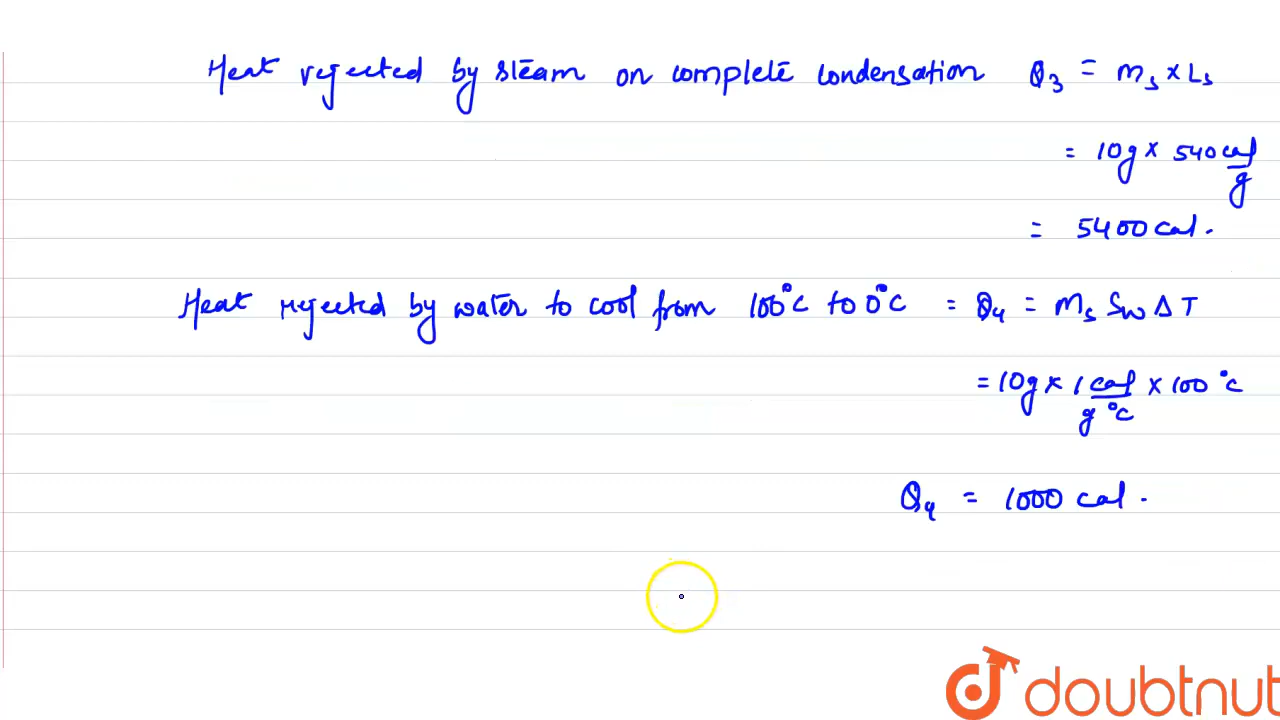 Heat rejected by steam on complete condensation Q₃ = mₛ × Lₛ
= 10g × 540 cal/g
= 5400 cal.
Heat rejected by water to cool from 100°C to 0°C = Q₄ = mₛ Sw ΔT
= 10g × 1 cal/g°C × 100 °C
Q₄ = 1000 cal.
doubtnut